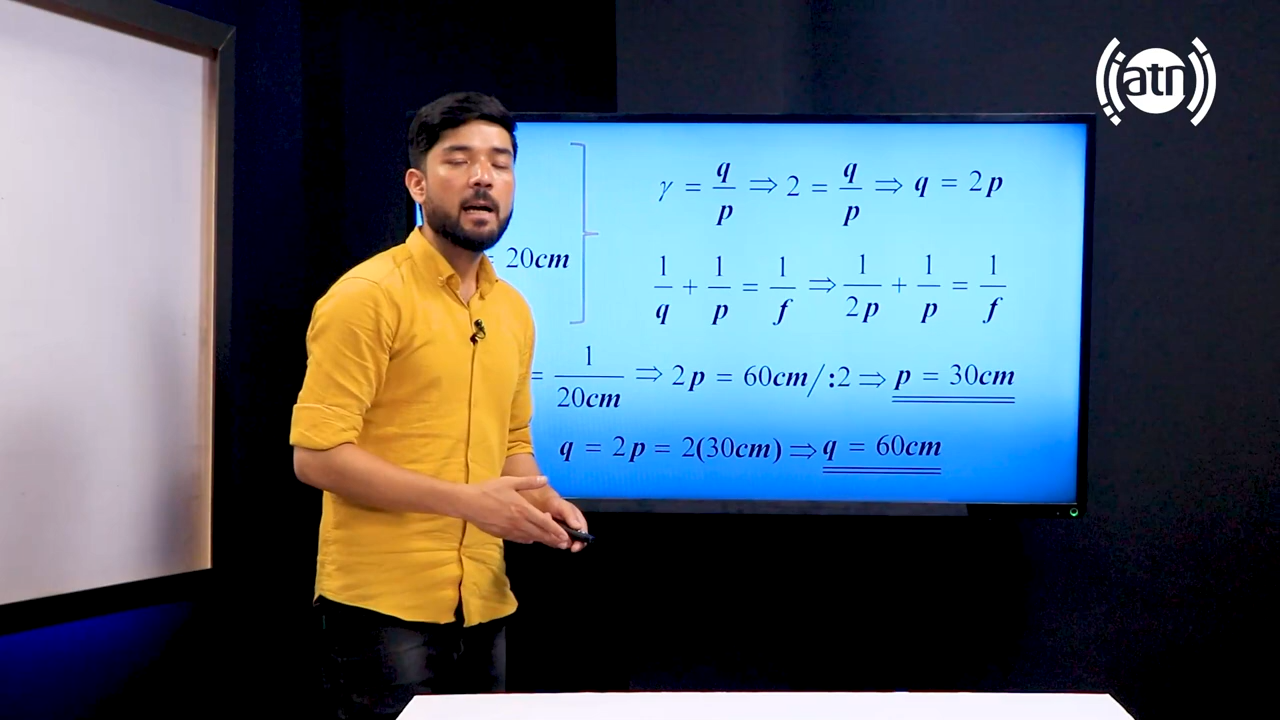 atn
γ = q/p ⇒ 2 = q/p ⇒ q = 2p
= 20cm
1/q + 1/p = 1/f ⇒ 1/2p + 1/p = 1/f
= 1/20cm ⇒ 2p = 60cm/:2 ⇒ p = 30cm
q = 2p = 2(30cm) ⇒ q = 60cm